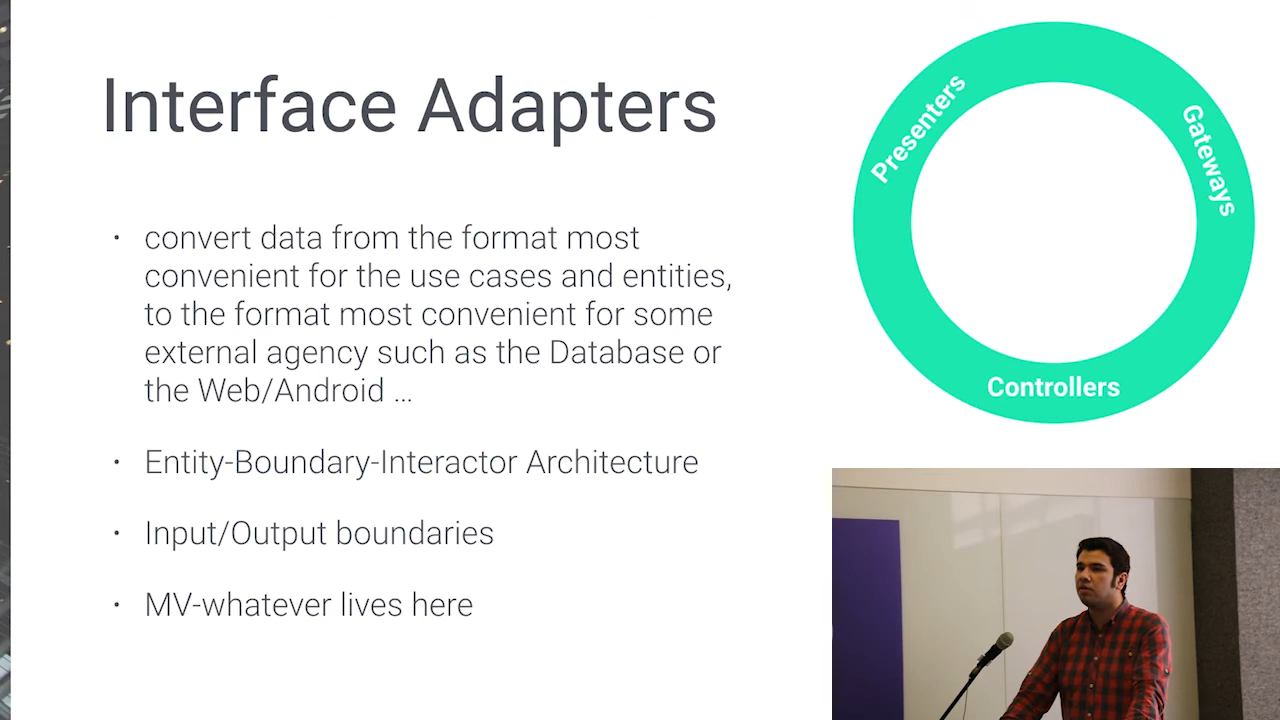 Interface Adapters
• convert data from the format most
convenient for the use cases and entities,
to the format most convenient for some
external agency such as the Database or
the Web/Android ...
• Entity-Boundary-Interactor Architecture
• Input/Output boundaries
• MV-whatever lives here
Presenters
Gateways
Controllers